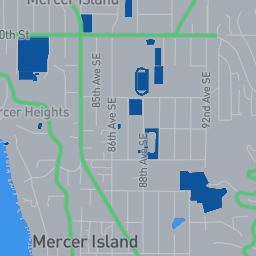 Mercer Island
0th St
85th Ave SE
92nd Ave SE
86th Ave SE
cer Heights
88th Ave SE
Mercer Island